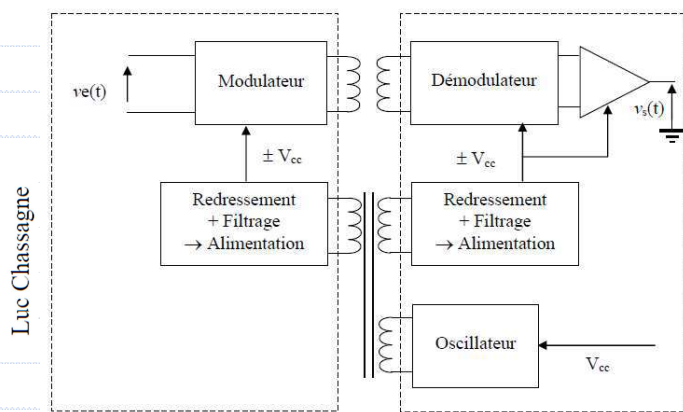 ve(t)
Modulateur
Démodulateur
vs(t)
± Vcc
± Vcc
Redressement
+ Filtrage
→ Alimentation
Redressement
+ Filtrage
→ Alimentation
Oscillateur
Vcc
Luc Chassagne